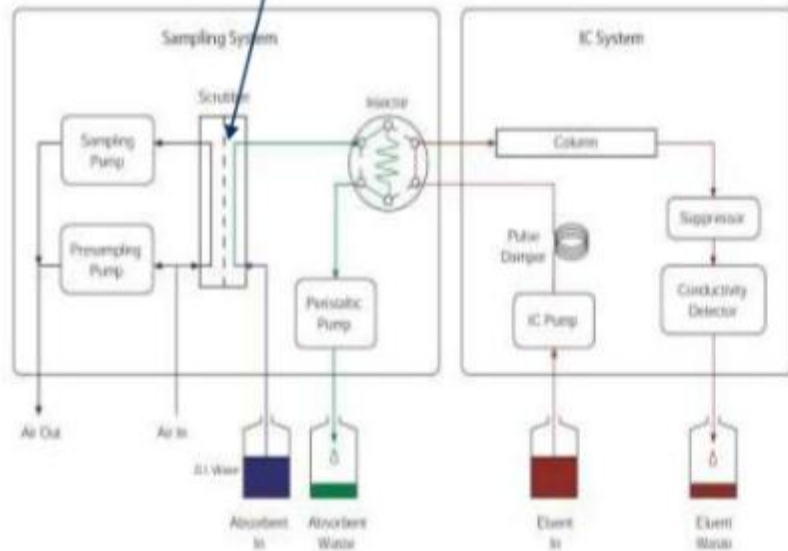 Sampling System
IC System
Scrubber
Injector
Sampling
Pump
Column
Presampling
Pump
Pulse
Damper
Suppressor
Peristaltic
Pump
IC Pump
Conductivity
Detector
Air Out
Air In
D.I. Water
Absorbent
In
Absorbent
Waste
Eluent
In
Eluent
Waste